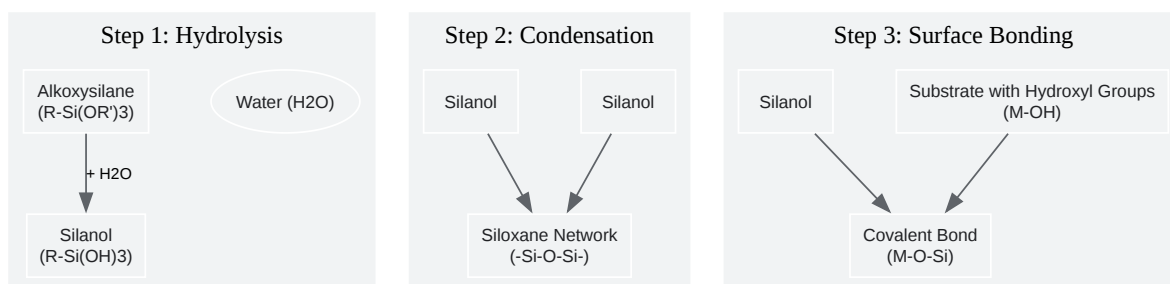 Step 1: Hydrolysis
Alkoxysilane
(R-Si(OR')3)
Water (H2O)
+ H2O
Silanol
(R-Si(OH)3)
Step 2: Condensation
Silanol
Silanol
Siloxane Network
(-Si-O-Si-)
Step 3: Surface Bonding
Silanol
Substrate with Hydroxyl Groups
(M-OH)
Covalent Bond
(M-O-Si)